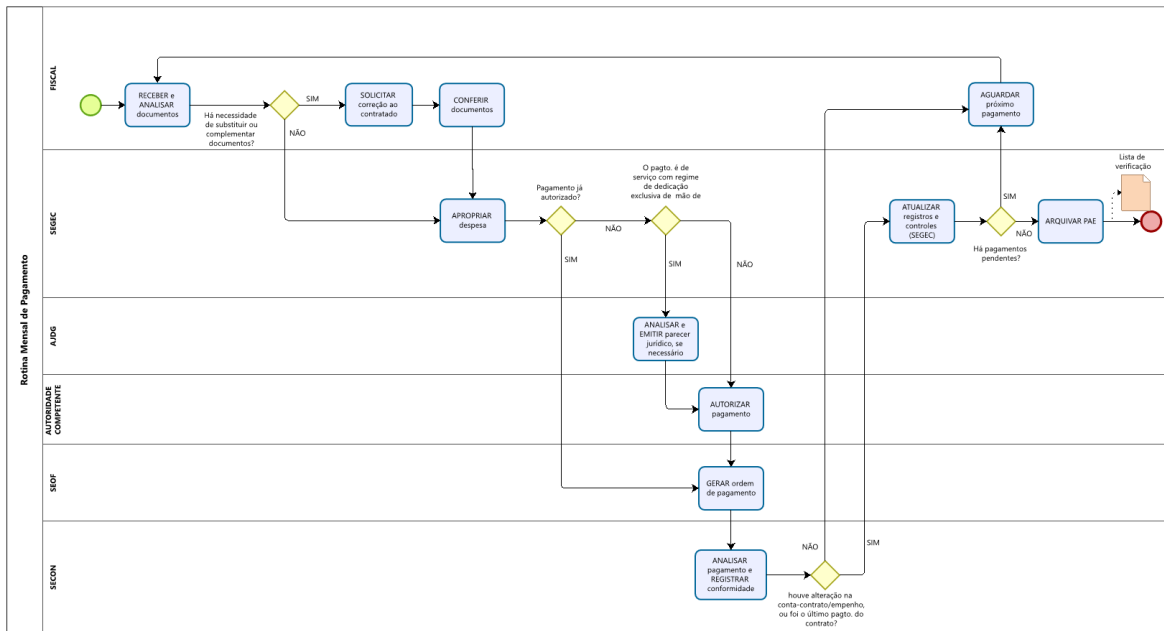 Rotina Mensal de Pagamento
FISCAL
RECEBER e
ANALISAR
documentos
Há necessidade
de substituir ou
complementar
documentos?
SIM
NÃO
SOLICITAR
correção ao
contratado
CONFERIR
documentos
AGUARDAR
próximo
pagamento
SEGEC
APROPRIAR
despesa
Pagamento já
autorizado?
NÃO
SIM
O pagto. é de
serviço com regime
de dedicação
exclusiva de mão de
SIM
NÃO
ATUALIZAR
registros e
controles
(SEGEC)
SIM
NÃO
Há pagamentos
pendentes?
ARQUIVAR PAE
Lista de
verificação
AJDG
ANALISAR e
EMITIR parecer
jurídico, se
necessário
AUTORIDADE
COMPETENTE
AUTORIZAR
pagamento
SEOF
GERAR ordem
de pagamento
SECON
ANALISAR
pagamento e
REGISTRAR
conformidade
NÃO
SIM
houve alteração na
conta-contrato/empenho,
ou foi o último pagto. do
contrato?